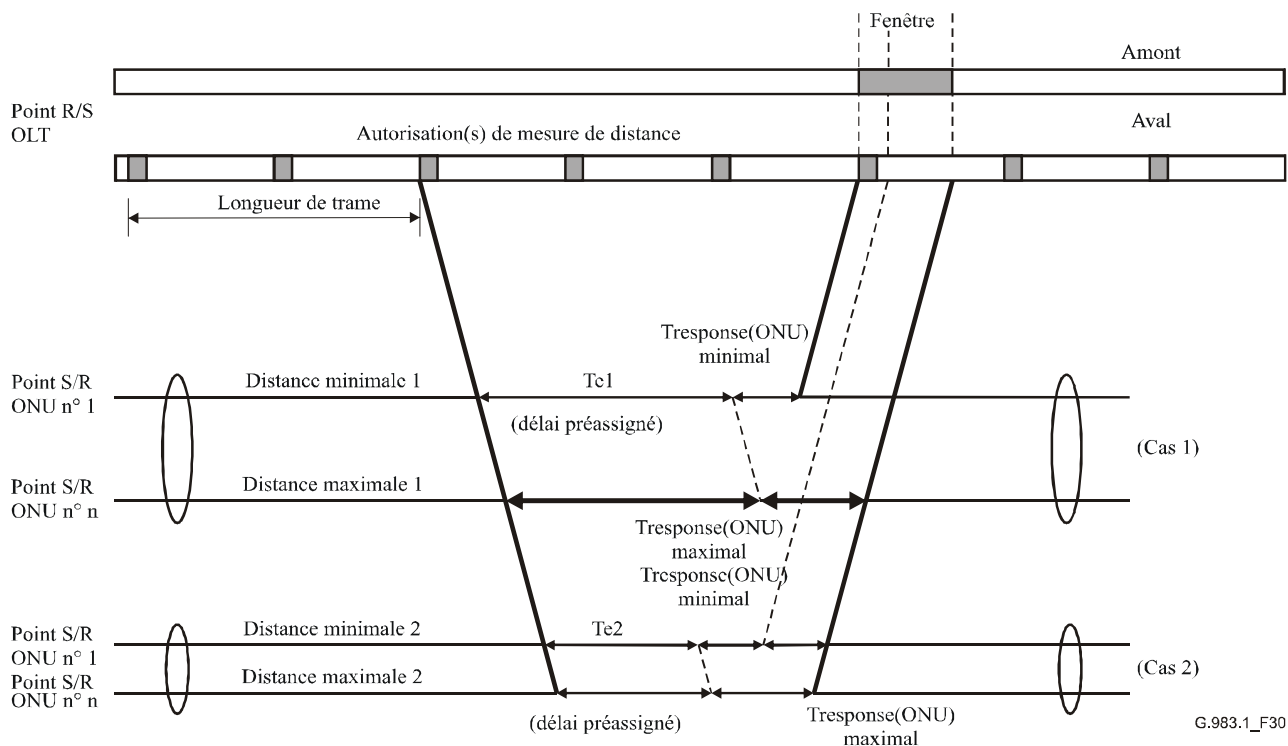 Fenêtre
Amont
Point R/S
OLT
Aval
Autorisation(s) de mesure de distance
Longueur de trame
Tresponse(ONU)
minimal
Point S/R
ONU n° 1
Distance minimale 1
Te1
(délai préassigné)
(Cas 1)
Point S/R
ONU n° n
Distance maximale 1
Tresponse(ONU)
maximal
Tresponse(ONU)
minimal
Point S/R
ONU n° 1
Distance minimale 2
Te2
(Cas 2)
Point S/R
ONU n° n
Distance maximale 2
(délai préassigné)
Tresponse(ONU)
maximal
G.983.1_F30